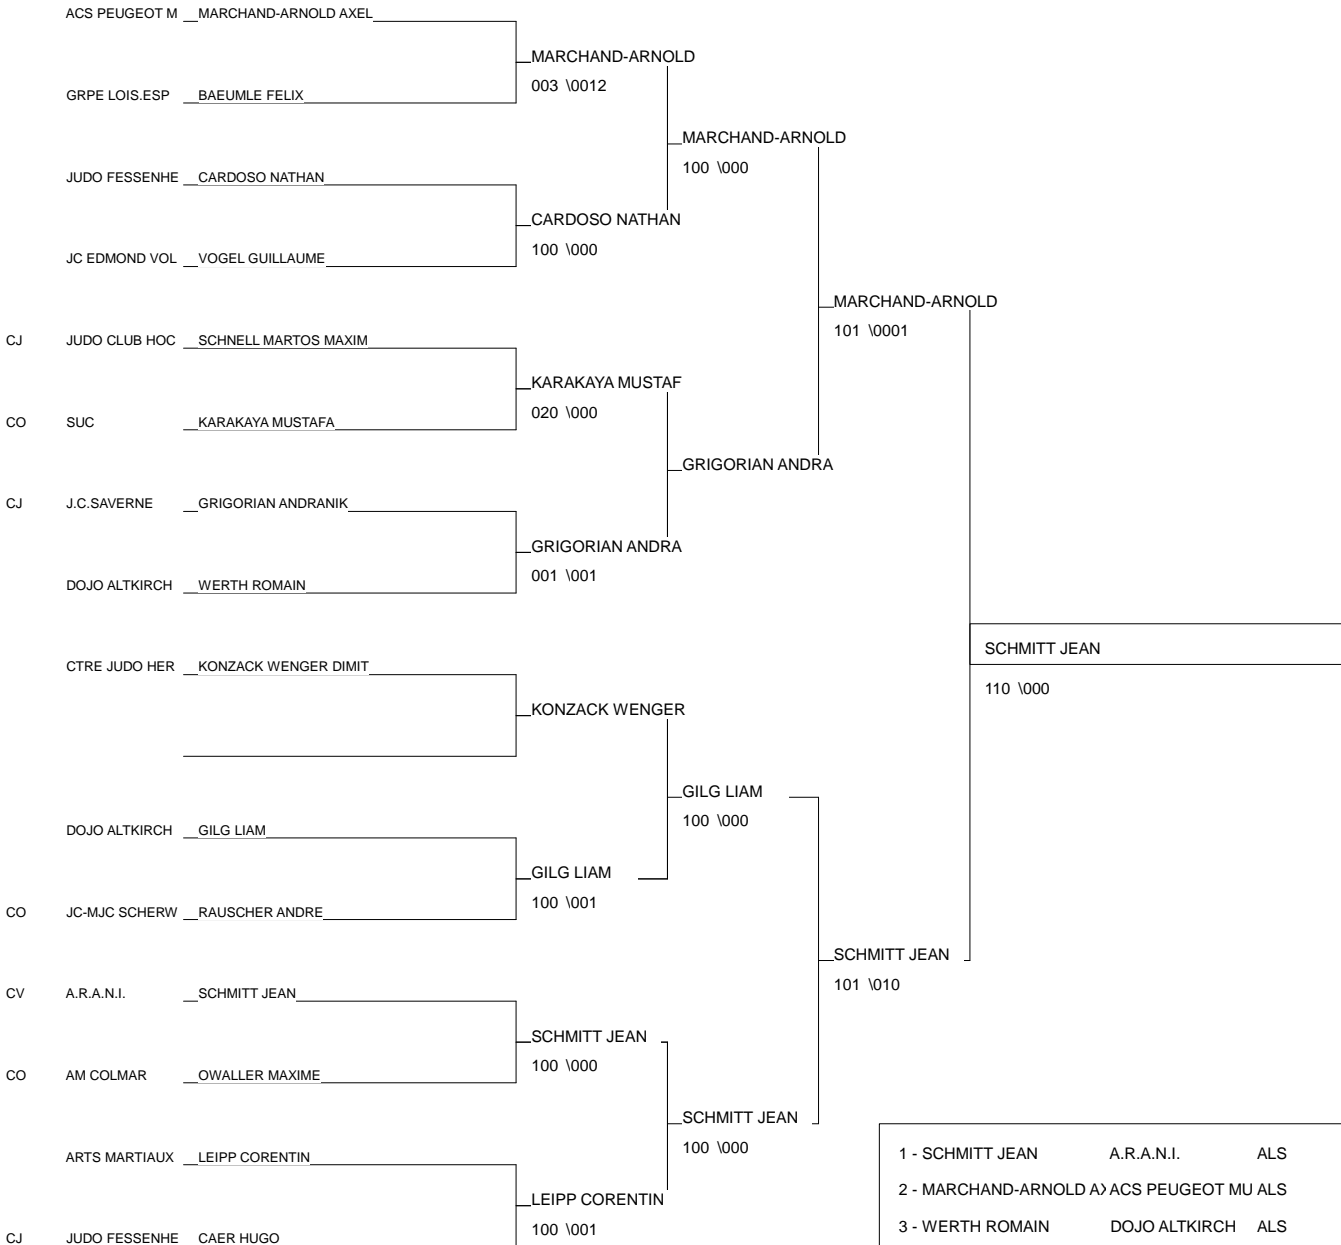 ACS PEUGEOT M MARCHAND-ARNOLD AXEL
MARCHAND-ARNOLD
003 \0012
GRPE LOIS.ESP BAEUMLE FELIX
MARCHAND-ARNOLD
100 \000
JUDO FESSENHE CARDOSO NATHAN
CARDOSO NATHAN
100 \000
JC EDMOND VOL VOGEL GUILLAUME
MARCHAND-ARNOLD
101 \0001
CJ JUDO CLUB HOC SCHNELL MARTOS MAXIM
KARAKAYA MUSTAF
020 \000
CO SUC KARAKAYA MUSTAFA
GRIGORIAN ANDRA
CJ J.C.SAVERNE GRIGORIAN ANDRANIK
GRIGORIAN ANDRA
001 \001
DOJO ALTKIRCH WERTH ROMAIN
SCHMITT JEAN
110 \000
CTRE JUDO HER KONZACK WENGER DIMIT
KONZACK WENGER
GILG LIAM
100 \000
DOJO ALTKIRCH GILG LIAM
GILG LIAM
100 \001
CO JC-MJC SCHERW RAUSCHER ANDRE
SCHMITT JEAN
101 \010
CV A.R.A.N.I. SCHMITT JEAN
SCHMITT JEAN
100 \000
CO AM COLMAR OWALLER MAXIME
SCHMITT JEAN
100 \000
ARTS MARTIAUX LEIPP CORENTIN
LEIPP CORENTIN
100 \001
CJ JUDO FESSENHE CAER HUGO
1 - SCHMITT JEAN A.R.A.N.I. ALS
2 - MARCHAND-ARNOLD AX ACS PEUGEOT MU ALS
3 - WERTH ROMAIN DOJO ALTKIRCH ALS